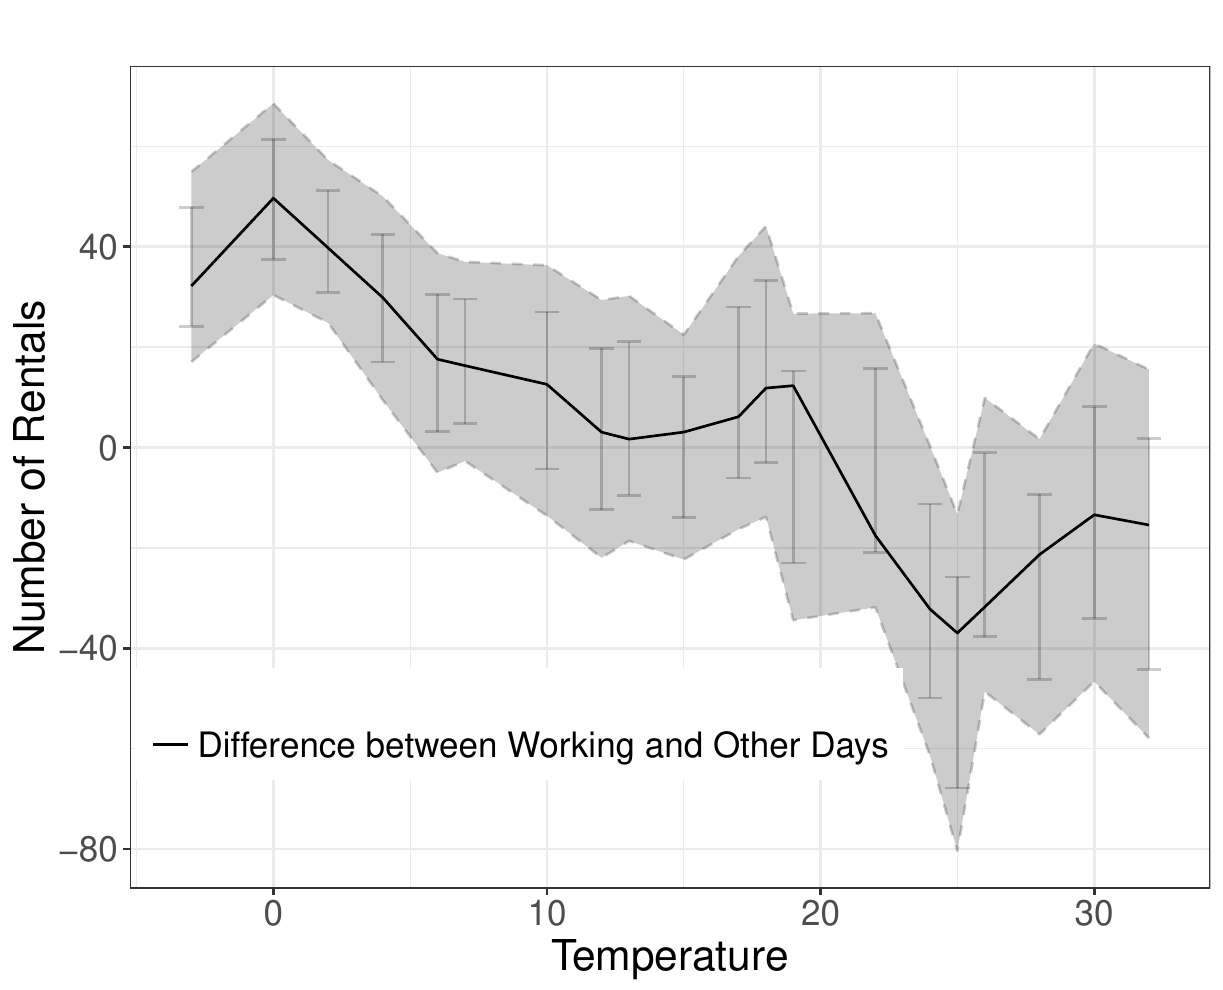 Number of Rentals
40
0
−40
−80
Difference between Working and Other Days
0 10 20 30
Temperature